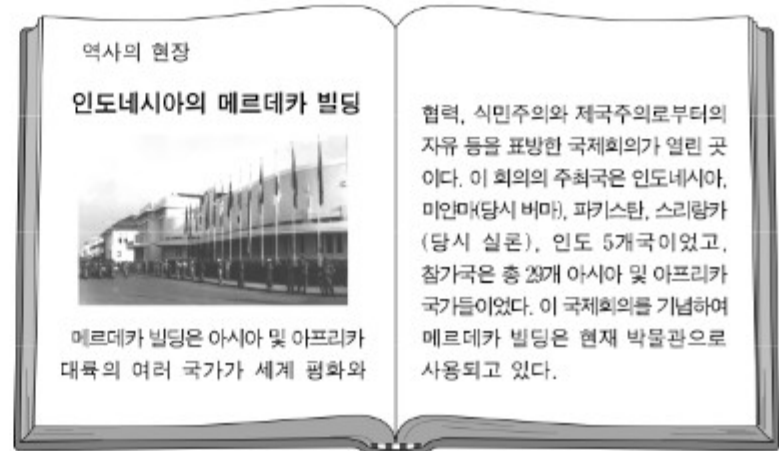 역사의 현장
인도네시아의 메르데카 빌딩
메르데카 빌딩은 아시아 및 아프리카
대륙의 여러 국가가 세계 평화와
협력, 식민주의와 제국주의로부터의
자유 등을 표방한 국제회의가 열린 곳
이다. 이 회의의 주최국은 인도네시아,
미얀마(당시 버마), 파키스탄, 스리랑카
(당시 실론), 인도 5개국이었고,
참가국은 총 29개 아시아 및 아프리카
국가들이었다. 이 국제회의를 기념하여
메르데카 빌딩은 현재 박물관으로
사용되고 있다.